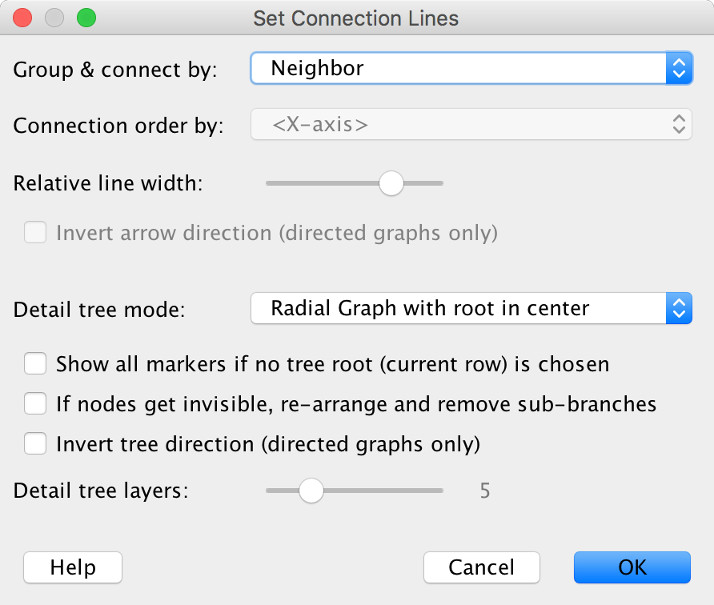 Set Connection Lines
Group & connect by: Neighbor
Connection order by: <X-axis>
Relative line width:
Invert arrow direction (directed graphs only)
Detail tree mode: Radial Graph with root in center
Show all markers if no tree root (current row) is chosen
If nodes get invisible, re-arrange and remove sub-branches
Invert tree direction (directed graphs only)
Detail tree layers: 5
Help Cancel OK